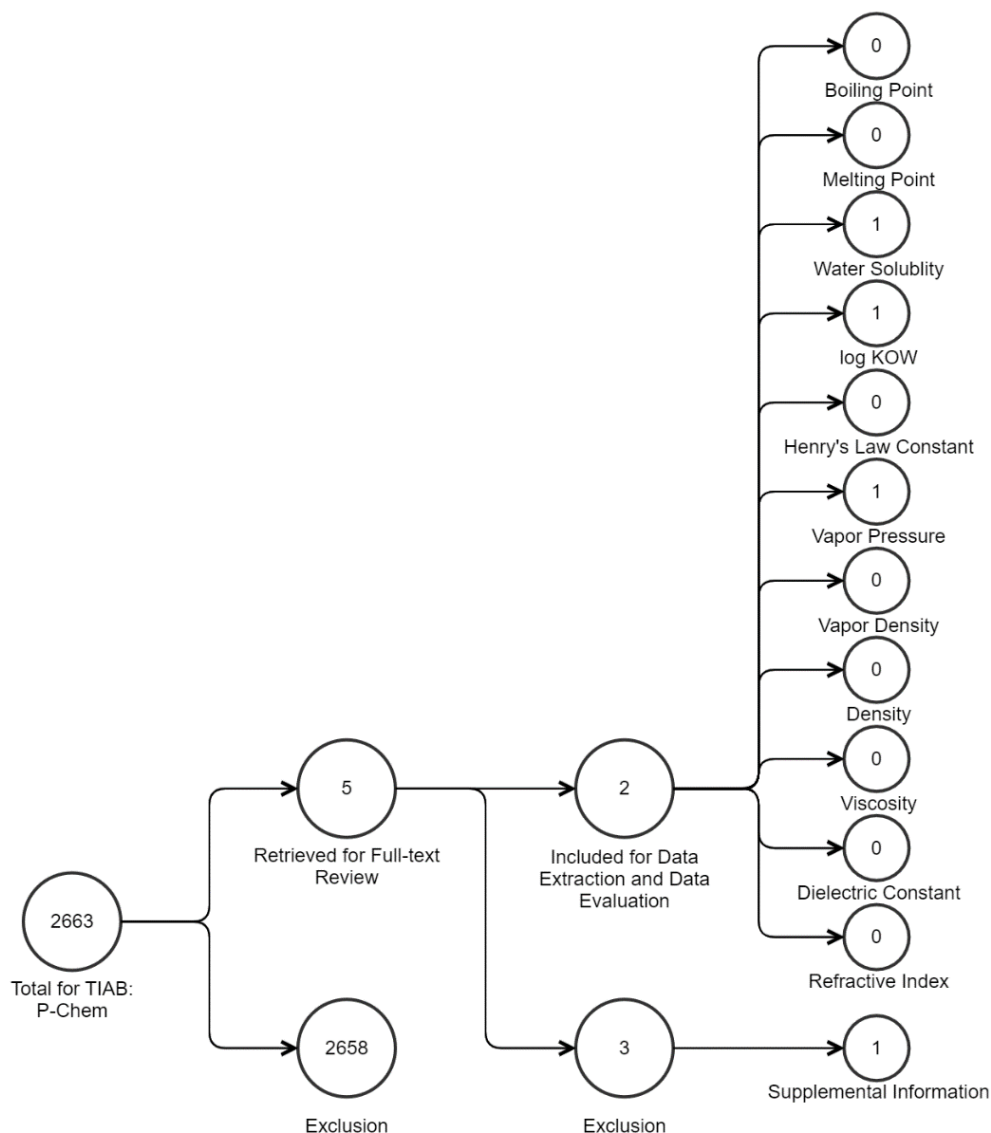 0
Boiling Point
0
Melting Point
1
Water Solublity
1
log KOW
0
Henry's Law Constant
1
Vapor Pressure
0
Vapor Density
0
Density
0
Viscosity
0
Dielectric Constant
0
Refractive Index
5
Retrieved for Full-text
Review
2
Included for Data
Extraction and Data
Evaluation
2663
Total for TIAB:
P-Chem
2658
Exclusion
3
Exclusion
1
Supplemental Information